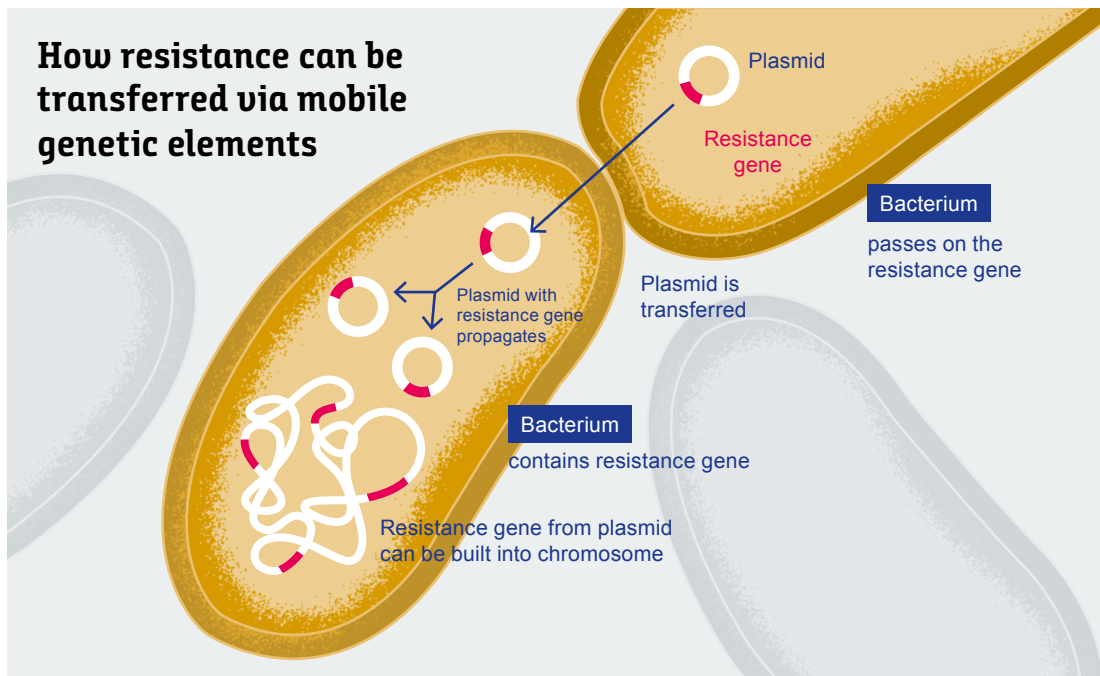 How resistance can be
transferred via mobile
genetic elements
Plasmid
Resistance
gene
Bacterium
passes on the
resistance gene
Plasmid is
transferred
Plasmid with
resistance gene
propagates
Bacterium
contains resistance gene
Resistance gene from plasmid
can be built into chromosome